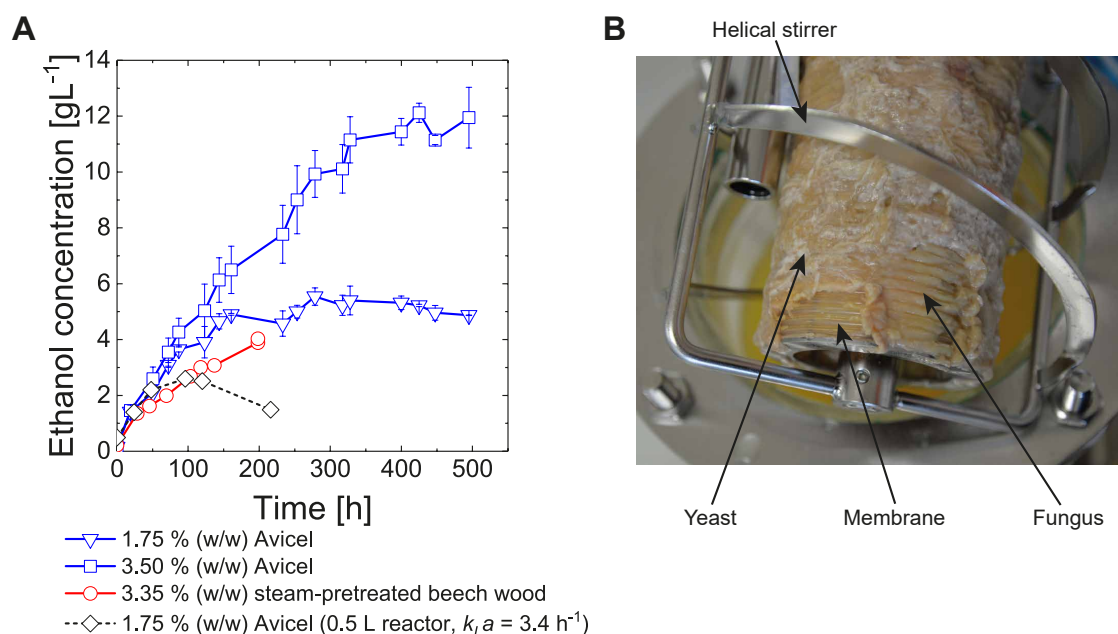 A
Ethanol concentration [gL⁻¹]
14
12
10
8
6
4
2
0
0 100 200 300 400 500
Time [h]
1.75 % (w/w) Avicel
3.50 % (w/w) Avicel
3.35 % (w/w) steam-pretreated beech wood
1.75 % (w/w) Avicel (0.5 L reactor, kLa = 3.4 h⁻¹)
B
Helical stirrer
Yeast Membrane Fungus